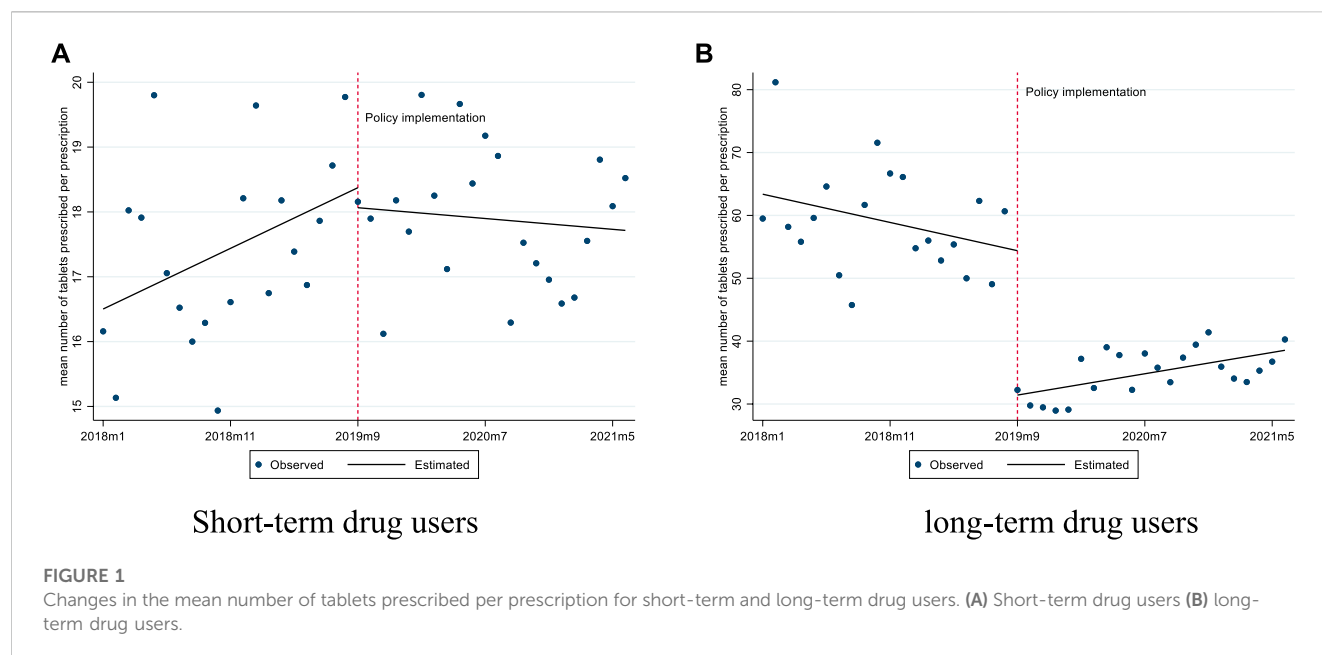 A
mean number of tablets prescribed per prescription
20
19
18
17
16
15
Policy implementation
2018m1 2018m11 2019m9 2020m7 2021m5
Observed Estimated
Short-term drug users
B
mean number of tablets prescribed per prescription
80
70
60
50
40
30
Policy implementation
2018m1 2018m11 2019m9 2020m7 2021m5
Observed Estimated
long-term drug users
FIGURE 1
Changes in the mean number of tablets prescribed per prescription for short-term and long-term drug users. (A) Short-term drug users (B) long-
term drug users.